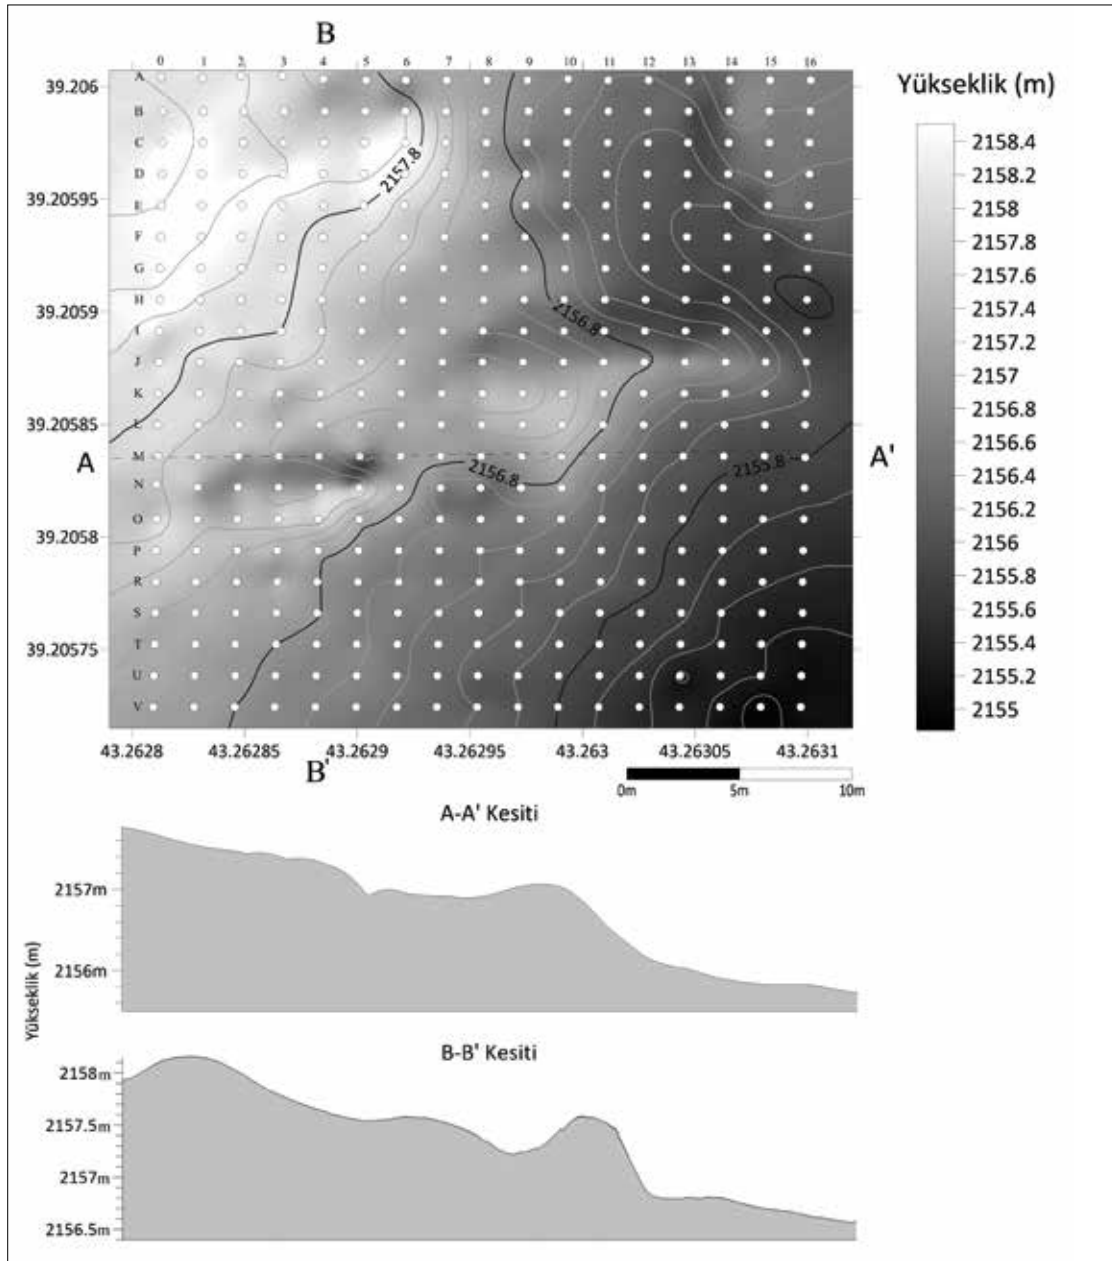 B
0 1 2 3 4 5 6 7 8 9 10 11 12 13 14 15 16
Yükseklik (m)
39.206
A
B
C
D
39.20595
E
F
G
H
39.2059
I
J
K
L
39.20585
M
N
O
39.2058
P
R
S
T
39.20575
U
V
2157.8
2156.8
2156.8
2155.8
A
A'
2158.4
2158.2
2158
2157.8
2157.6
2157.4
2157.2
2157
2156.8
2156.6
2156.4
2156.2
2156
2155.8
2155.6
2155.4
2155.2
2155
43.2628 43.26285 43.2629 43.26295 43.263 43.26305 43.2631
B'
0m 5m 10m
A-A' Kesiti
2157m
2156m
Yükseklik (m)
B-B' Kesiti
2158m
2157.5m
2157m
2156.5m